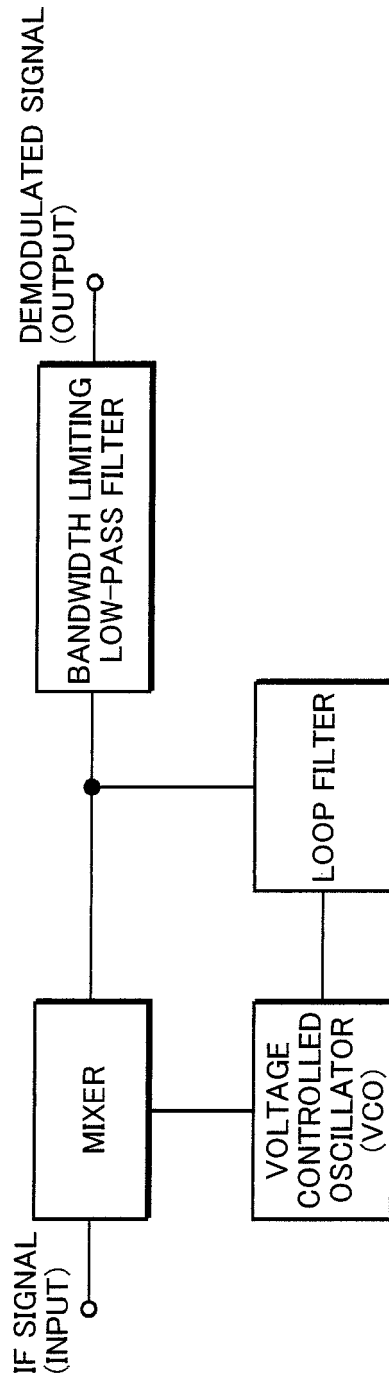 IF SIGNAL
(INPUT)
MIXER
BANDWIDTH LIMITING
LOW-PASS FILTER
DEMODULATED SIGNAL
(OUTPUT)
VOLTAGE
CONTROLLED
OSCILLATOR
(VCO)
LOOP FILTER